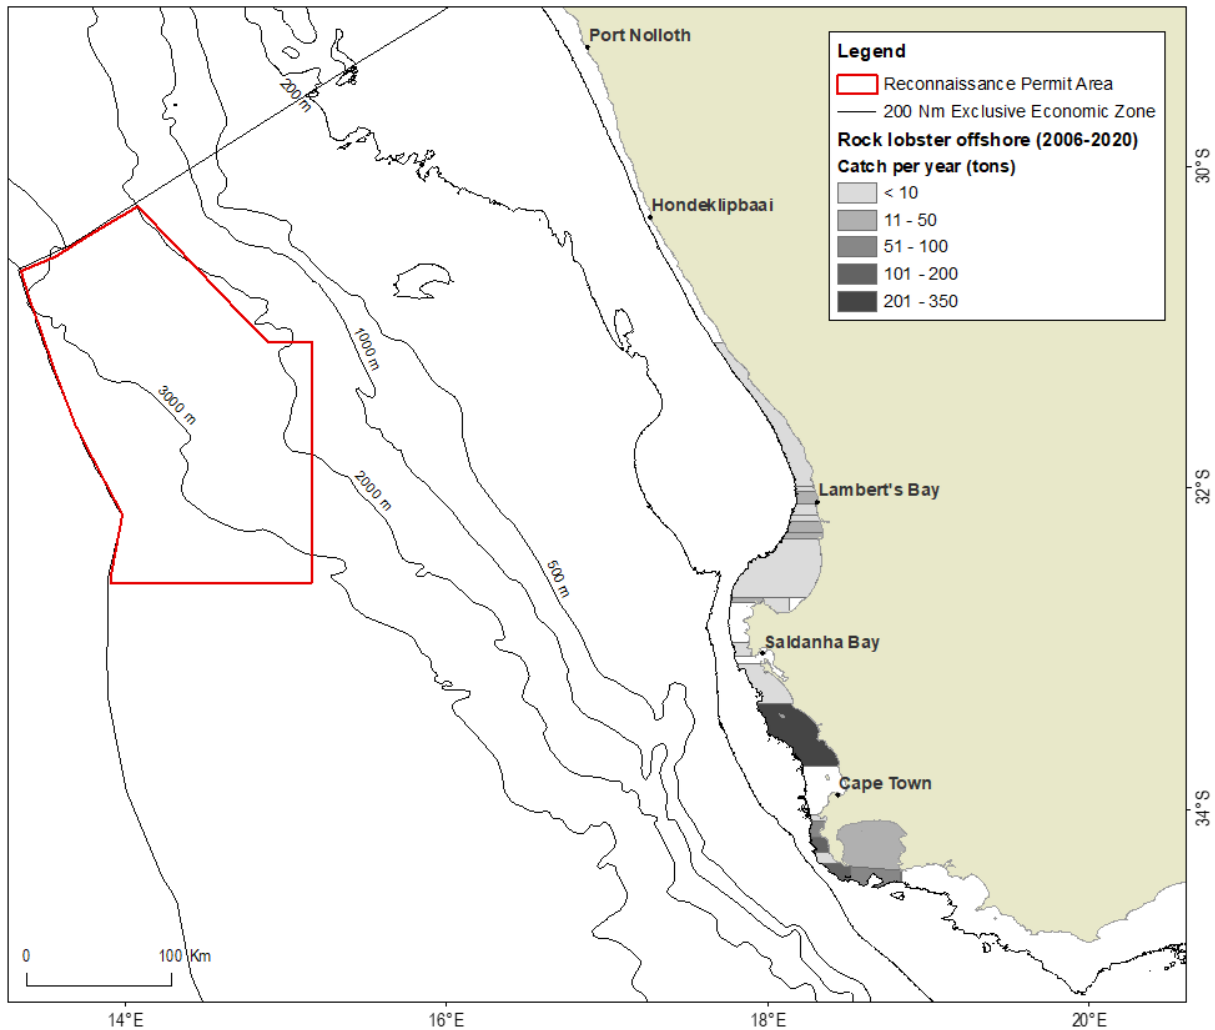 Port Nolloth
Legend
Reconnaissance Permit Area
200 Nm Exclusive Economic Zone
Rock lobster offshore (2006-2020)
Catch per year (tons)
< 10
11 - 50
51 - 100
101 - 200
201 - 350
200 m
30°S
Hondeklipbaai
1000 m
3000 m
2000 m
Lambert's Bay
32°S
500 m
Saldanha Bay
Cape Town
34°S
0 100 Km
14°E 16°E 18°E 20°E